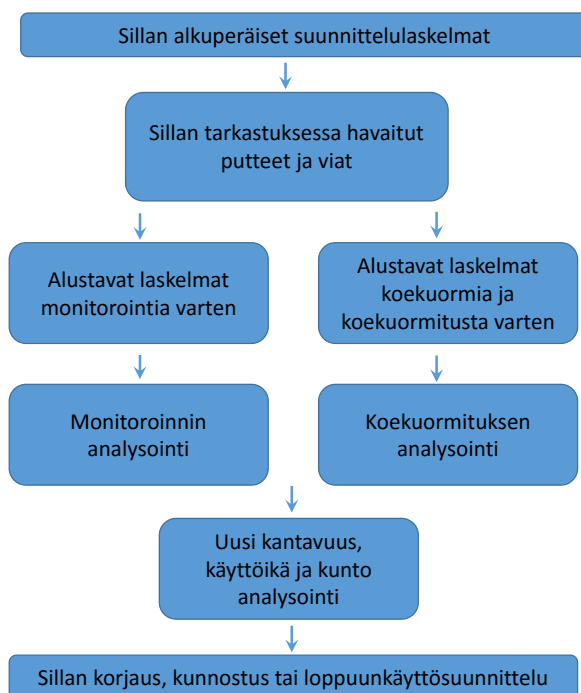 Sillan alkuperäiset suunnittelulaskelmat
Sillan tarkastuksessa havaitut
putteet ja viat
Alustavat laskelmat
monitorointia varten
Alustavat laskelmat
koekuormia ja
koekuormitusta varten
Monitoroinnin
analysointi
Koekuormituksen
analysointi
Uusi kantavuus,
käyttöikä ja kunto
analysointi
Sillan korjaus, kunnostus tai loppuunkäyttösuunnittelu